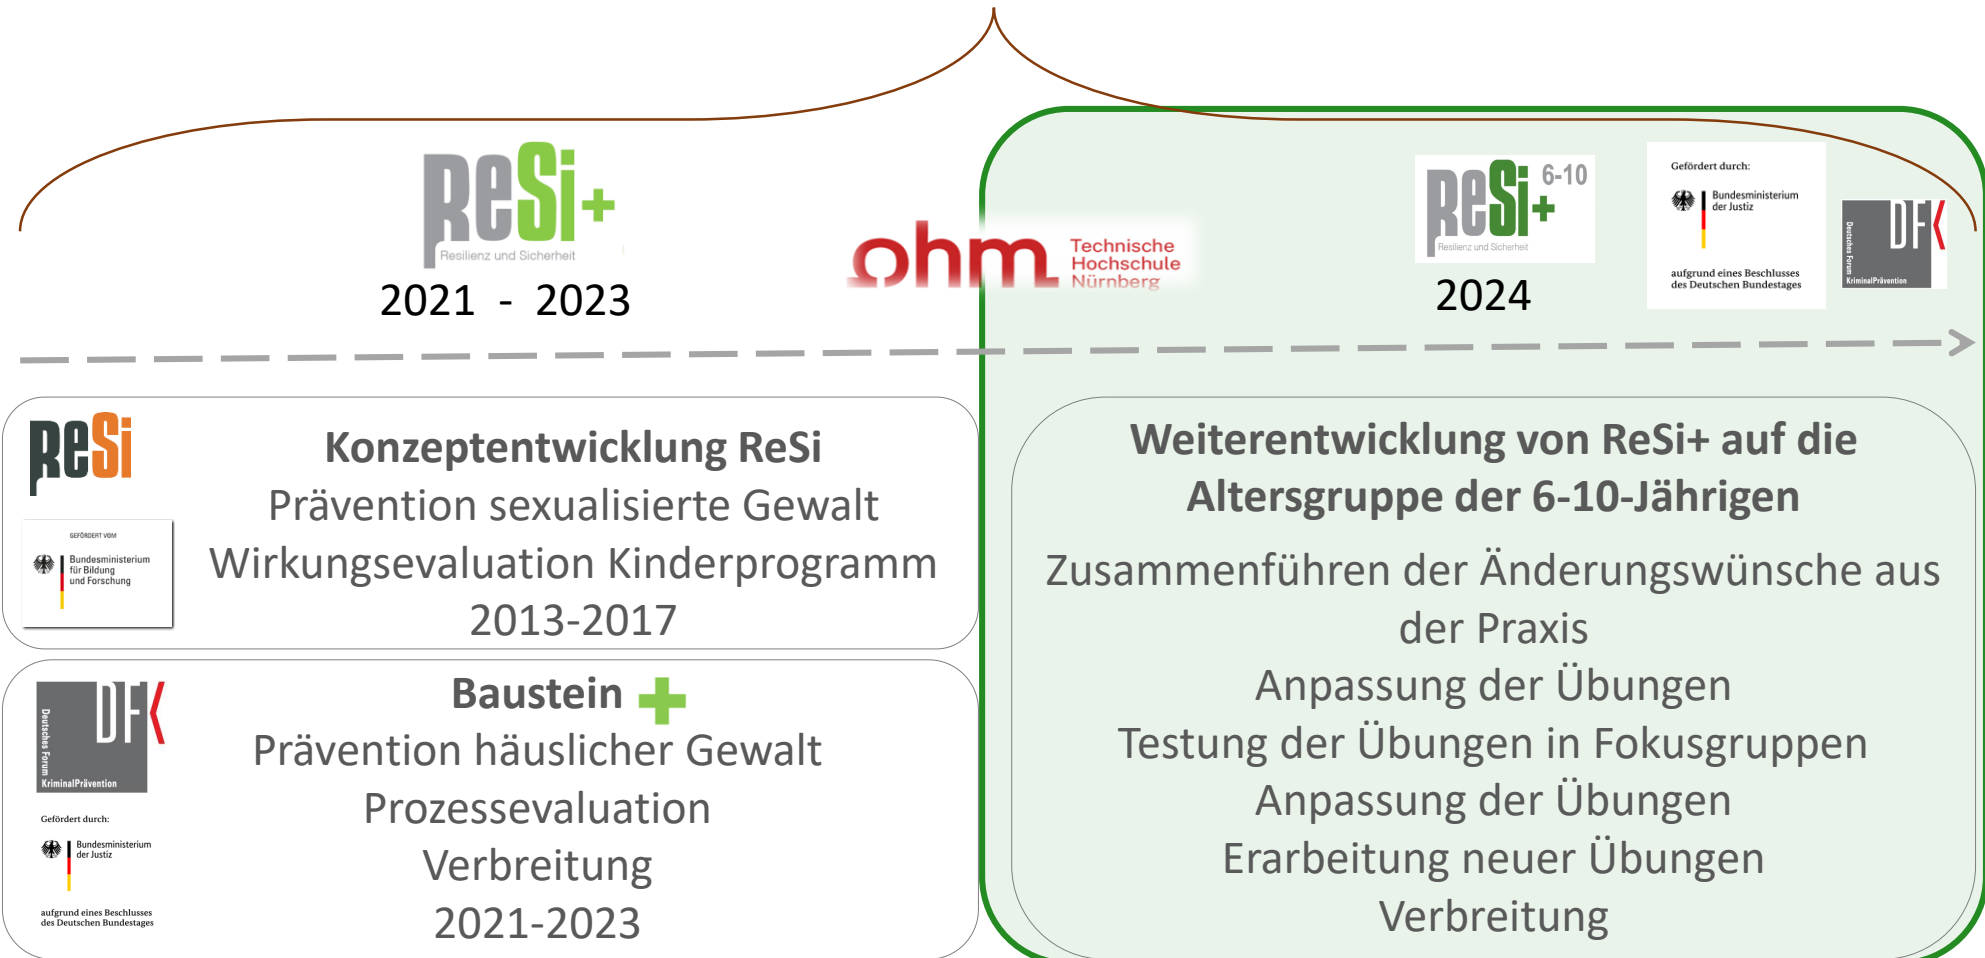 ReSi+
Resilienz und Sicherheit
2021 - 2023
ohm
Technische
Hochschule
Nürnberg
ReSi+ 6-10
Resilienz und Sicherheit
2024
Gefördert durch:
Bundesministerium
der Justiz
aufgrund eines Beschlusses
des Deutschen Bundestages
DFK
Deutsches Forum
KriminalPrävention
ReSi
GEFÖRDERT VOM
Bundesministerium
für Bildung
und Forschung
Konzeptentwicklung ReSi
Prävention sexualisierte Gewalt
Wirkungsevaluation Kinderprogramm
2013-2017
DFK
Deutsches Forum
KriminalPrävention
Gefördert durch:
Bundesministerium
der Justiz
aufgrund eines Beschlusses
des Deutschen Bundestages
Baustein +
Prävention häuslicher Gewalt
Prozessevaluation
Verbreitung
2021-2023
Weiterentwicklung von ReSi+ auf die
Altersgruppe der 6-10-Jährigen
Zusammenführen der Änderungswünsche aus
der Praxis
Anpassung der Übungen
Testung der Übungen in Fokusgruppen
Anpassung der Übungen
Erarbeitung neuer Übungen
Verbreitung